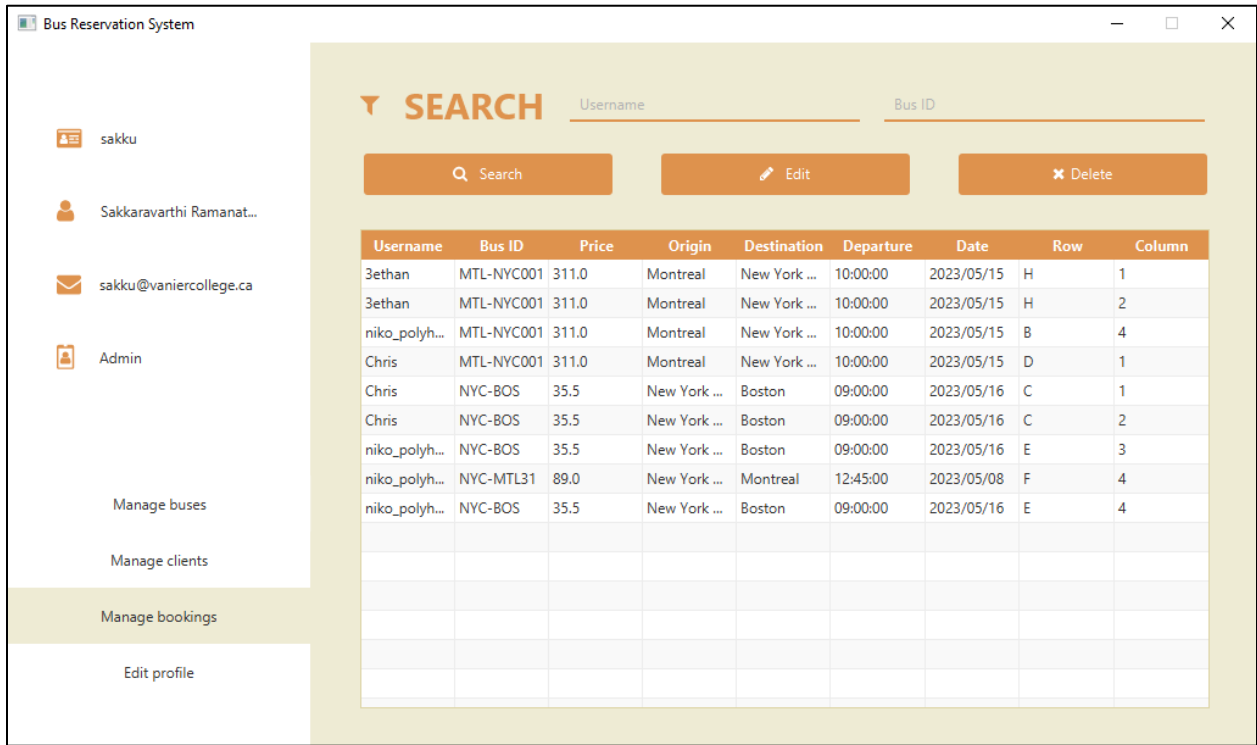 Bus Reservation System
sakku
Sakkaravarthi Ramanat...
sakku@vaniercollege.ca
Admin
Manage buses
Manage clients
Manage bookings
Edit profile
SEARCH Username Bus ID
Search Edit Delete
Username Bus ID Price Origin Destination Departure Date Row Column
3ethan MTL-NYC001 311.0 Montreal New York ... 10:00:00 2023/05/15 H 1
3ethan MTL-NYC001 311.0 Montreal New York ... 10:00:00 2023/05/15 H 2
niko_polyh... MTL-NYC001 311.0 Montreal New York ... 10:00:00 2023/05/15 B 4
Chris MTL-NYC001 311.0 Montreal New York ... 10:00:00 2023/05/15 D 1
Chris NYC-BOS 35.5 New York ... Boston 09:00:00 2023/05/16 C 1
Chris NYC-BOS 35.5 New York ... Boston 09:00:00 2023/05/16 C 2
niko_polyh... NYC-BOS 35.5 New York ... Boston 09:00:00 2023/05/16 E 3
niko_polyh... NYC-MTL31 89.0 New York ... Montreal 12:45:00 2023/05/08 F 4
niko_polyh... NYC-BOS 35.5 New York ... Boston 09:00:00 2023/05/16 E 4